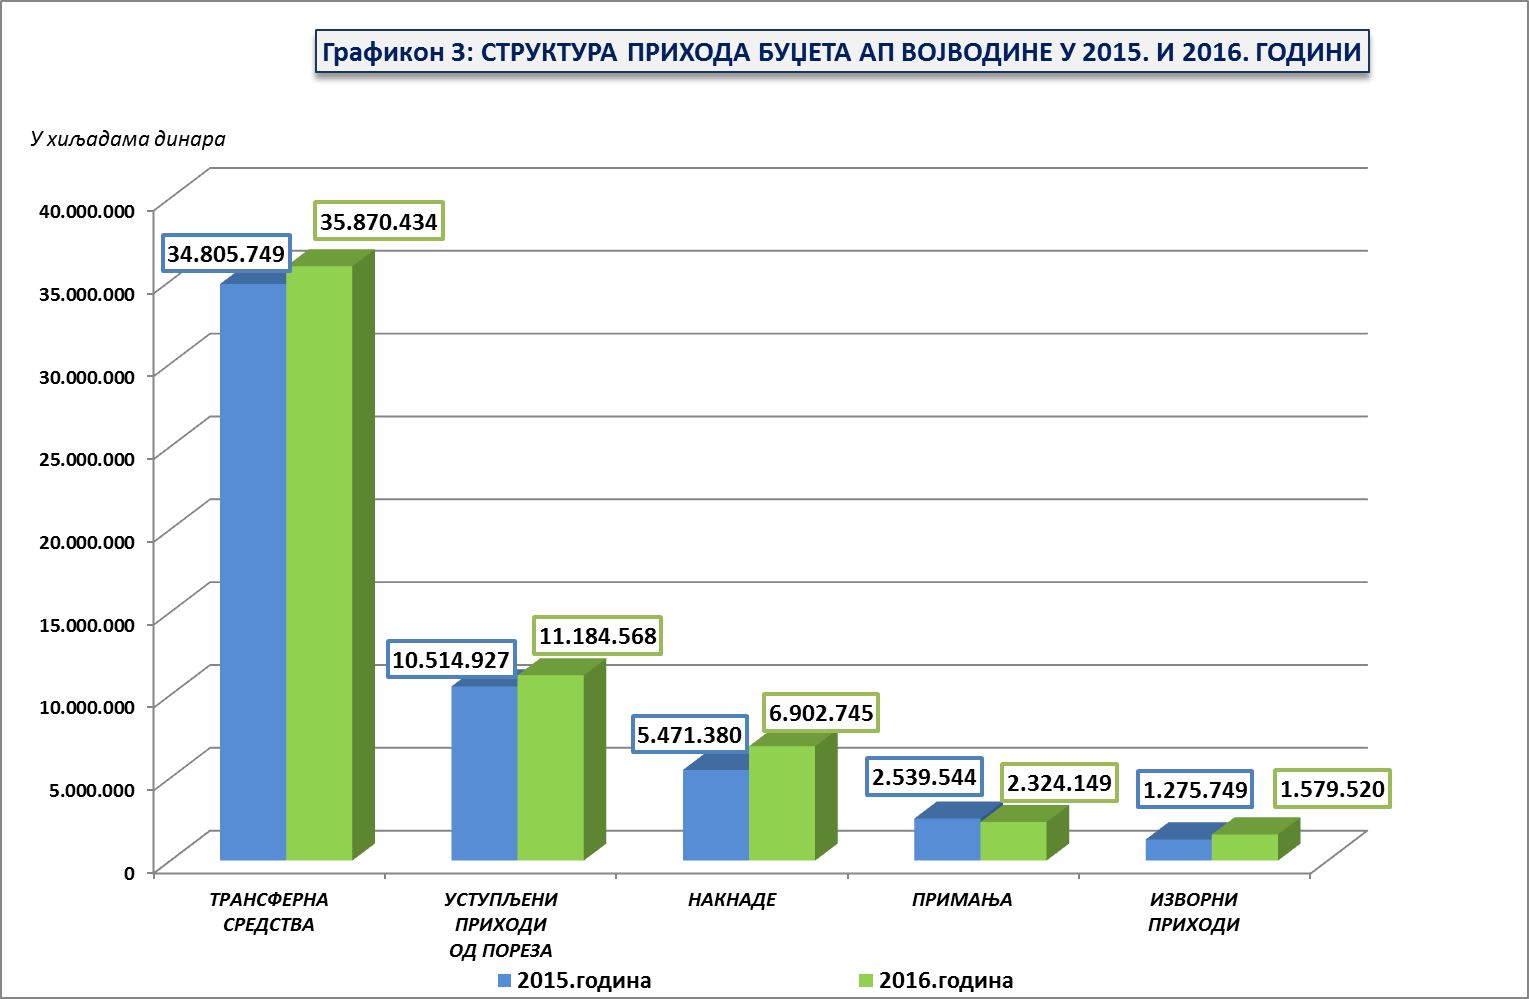 Графикон 3: СТРУКТУРА ПРИХОДА БУЏЕТА АП ВОЈВОДИНЕ У 2015. И 2016. ГОДИНИ
У хиљадама динара
40.000.000
35.000.000
30.000.000
25.000.000
20.000.000
15.000.000
10.000.000
5.000.000
0
34.805.749
35.870.434
10.514.927
11.184.568
5.471.380
6.902.745
2.539.544
2.324.149
1.275.749
1.579.520
ТРАНСФЕРНА
СРЕДСТВА
УСТУПЉЕНИ
ПРИХОДИ
ОД ПОРЕЗА
НАКНАДЕ
ПРИМАЊА
ИЗВОРНИ
ПРИХОДИ
2015.година
2016.година